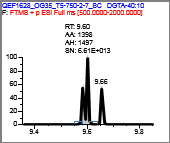 QEF1628_OG35_T5-750-2-7_SC DGTA-40:10
F: FTMS + p ESI Full ms [500.0000-2000.0000]
RT: 9.60
AA: 1398
AH: 1497
SN: 6.61E+013
100
80
60
40
20
0
9.66
9.4
9.6
9.8